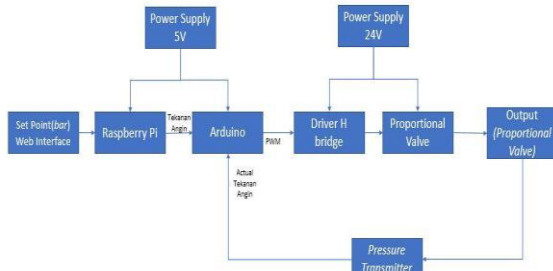 Power Supply
5V
Power Supply
24V
Set Point(bar)
Web Interface
Raspberry Pi
Tekanan
Angin
Arduino
PWM
Driver H
bridge
Proportional
Valve
Output
(Proportional
Valve)
Actual
Tekanan
Angin
Pressure
Transmitter